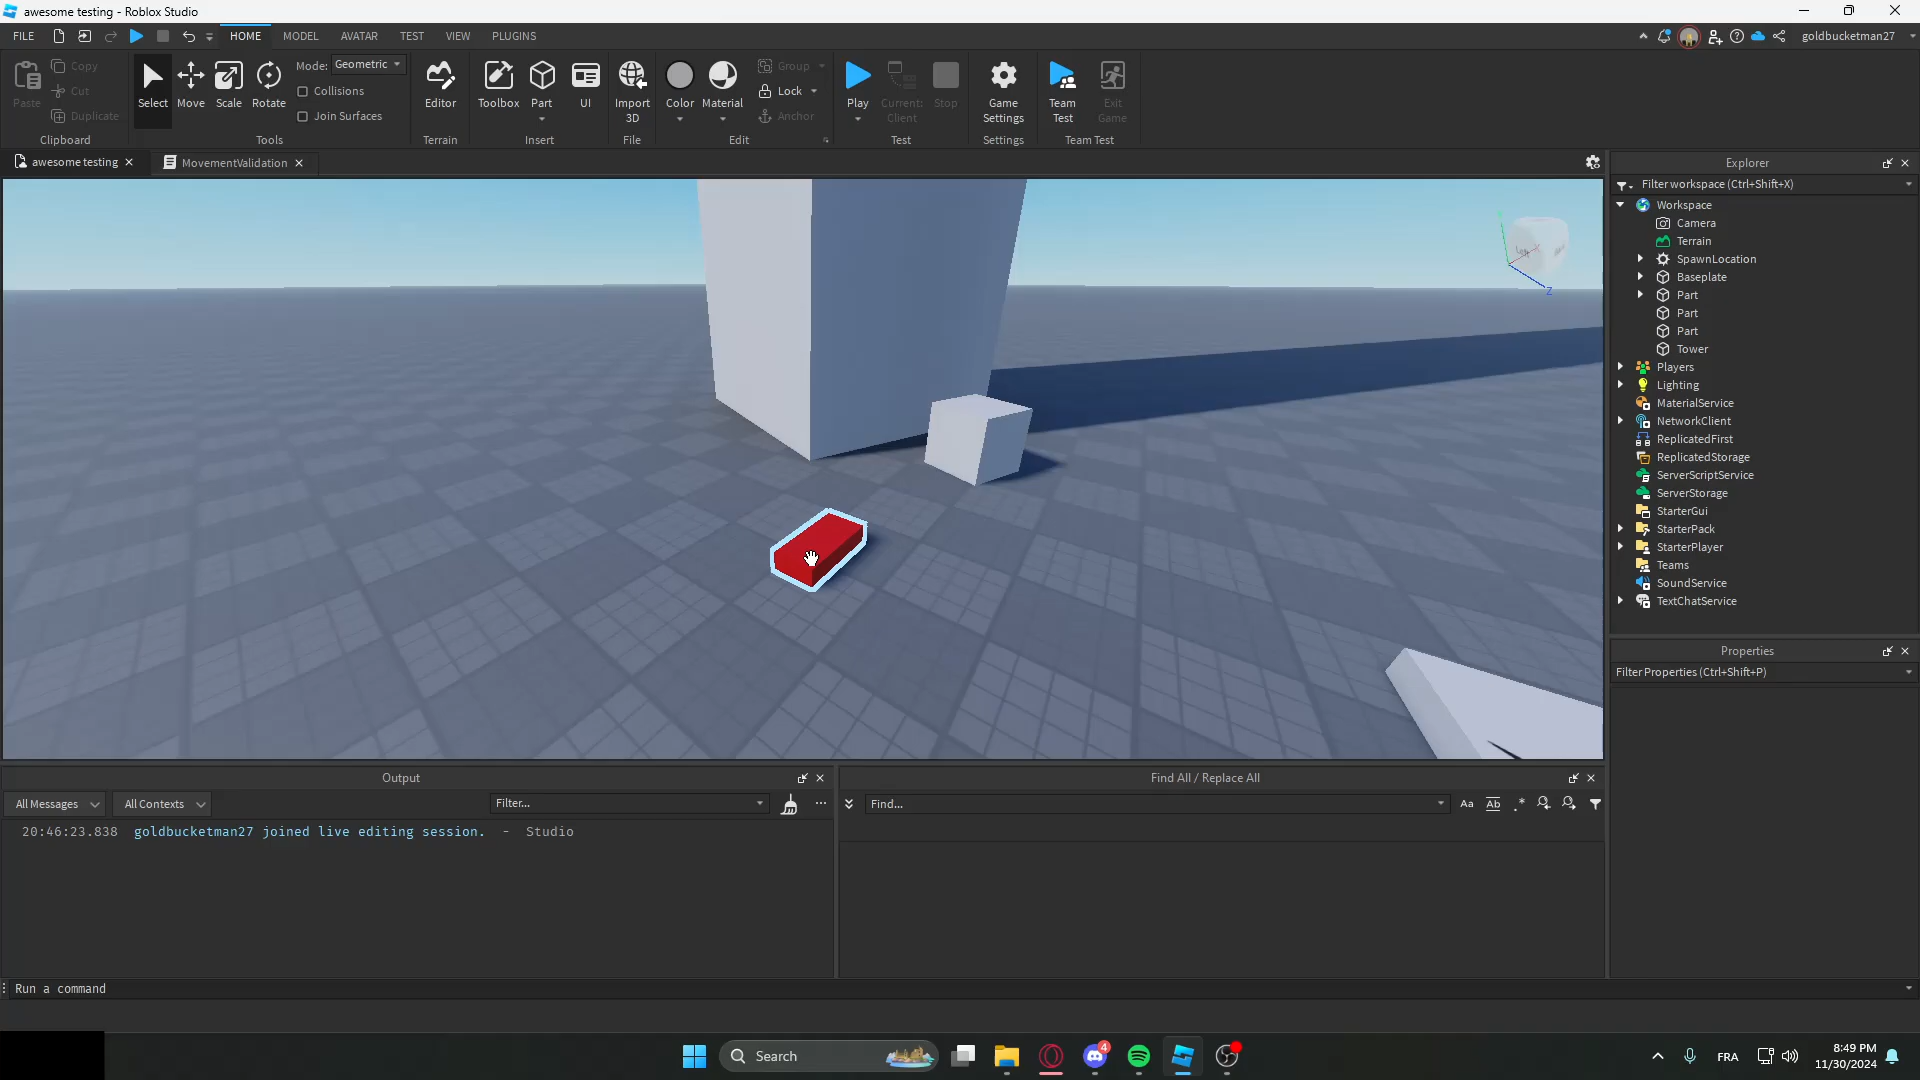 awesome testing - Roblox Studio
FILE HOME MODEL AVATAR TEST VIEW PLUGINS goldbucketman27
Paste Copy Cut Duplicate Clipboard
Select Move Scale Rotate Mode: Geometric Collisions Join Surfaces Tools
Editor Terrain
Toolbox Part UI Insert
Import 3D File
Color Material Group Lock Anchor Edit
Play Current: Client Stop Test
Game Settings Settings
Team Test Exit Game Team Test
awesome testing MovementValidation
Z
Explorer
Filter workspace (Ctrl+Shift+X)
Workspace
Camera
Terrain
SpawnLocation
Baseplate
Part
Part
Part
Tower
Players
Lighting
MaterialService
NetworkClient
ReplicatedFirst
ReplicatedStorage
ServerScriptService
ServerStorage
StarterGui
StarterPack
StarterPlayer
Teams
SoundService
TextChatService
Properties
Filter Properties (Ctrl+Shift+P)
Output
All Messages All Contexts Filter...
20:46:23.838 goldbucketman27 joined live editing session. - Studio
Find All / Replace All
Find... Aa Ab .*
Run a command
Search 4 FRA 8:49 PM
11/30/2024